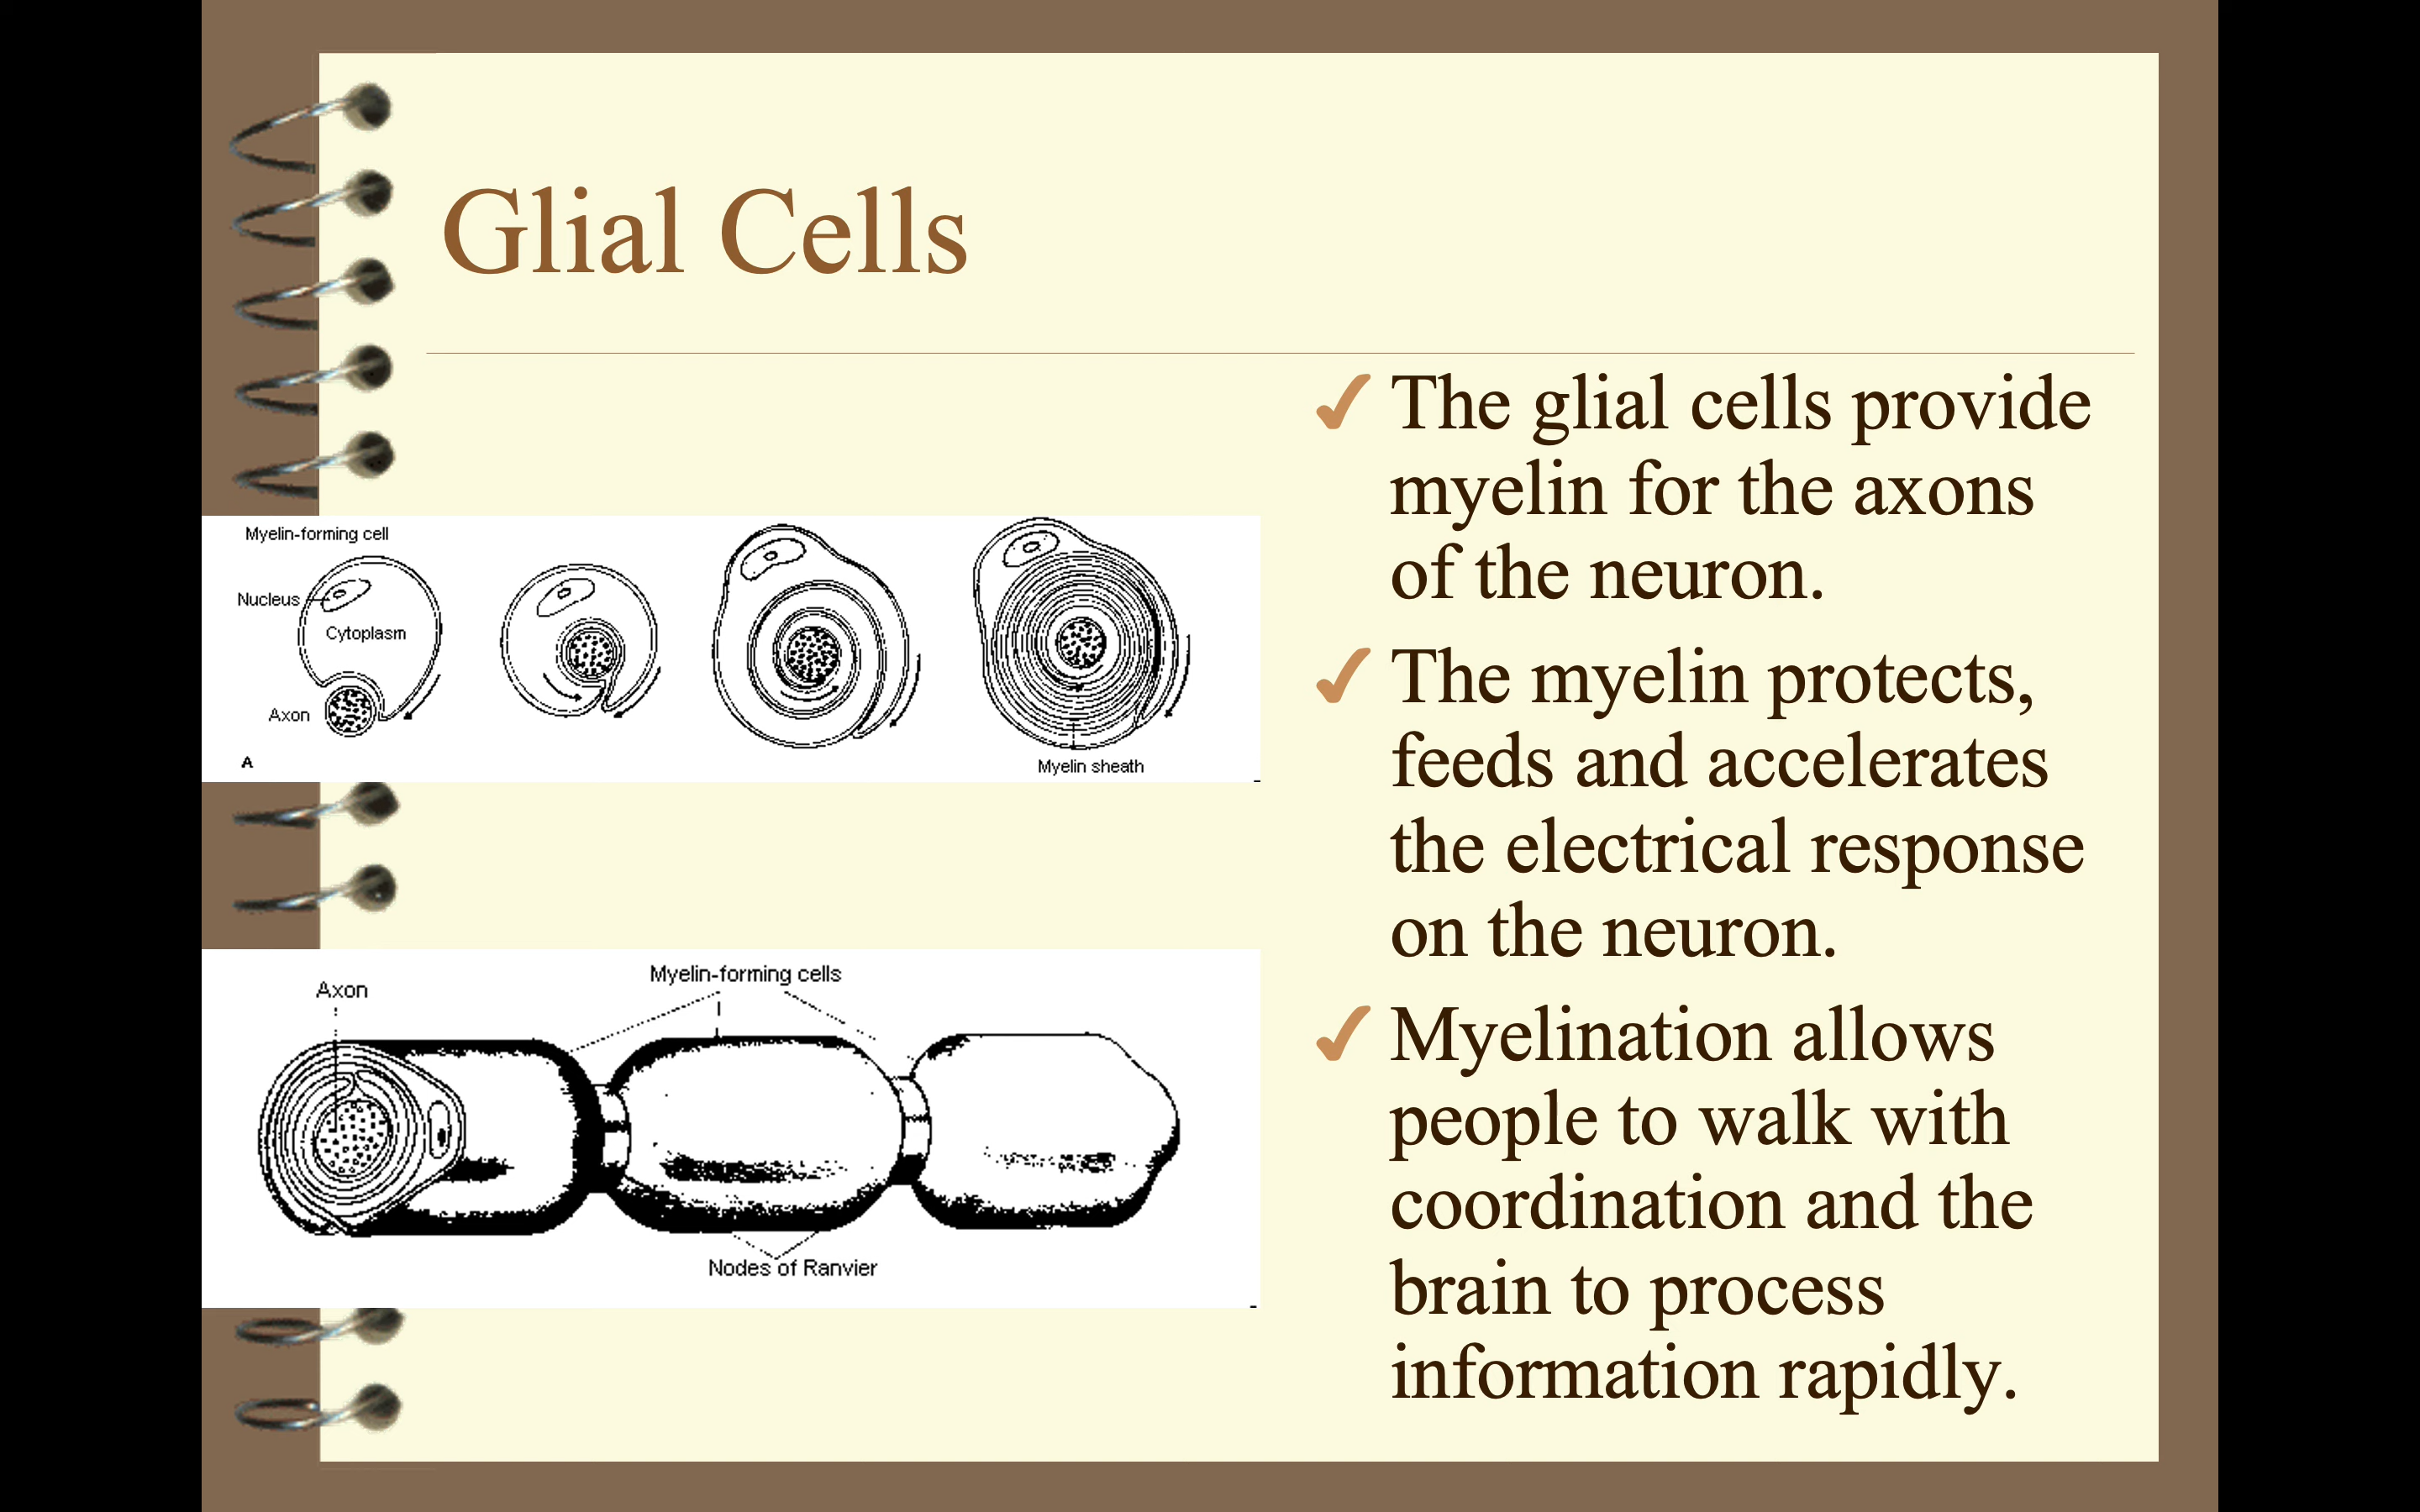 Glial Cells
Myelin-forming cell
Nucleus
Cytoplasm
Axon
A
Myelin sheath
Axon
Myelin-forming cells
Nodes of Ranvier
✓ The glial cells provide
myelin for the axons
of the neuron.
✓ The myelin protects,
feeds and accelerates
the electrical response
on the neuron.
✓ Myelination allows
people to walk with
coordination and the
brain to process
information rapidly.